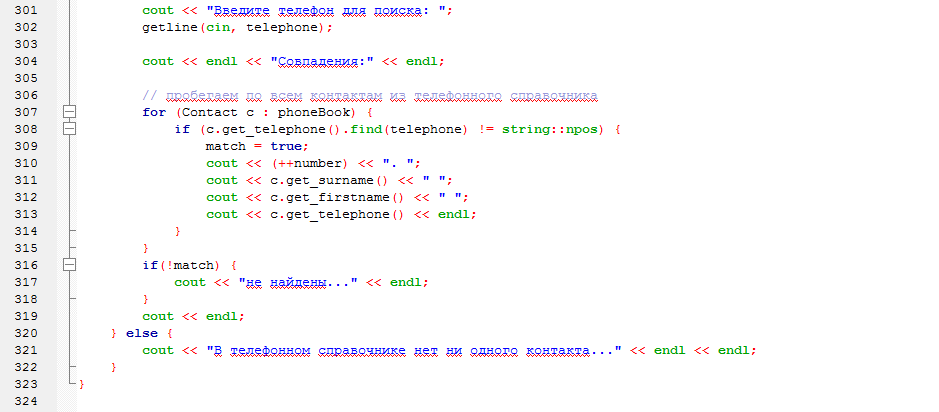 301 cout << "Введите телефон для поиска: ";
302 getline(cin, telephone);
303
304 cout << endl << "Совпадения:" << endl;
305
306 // пробегаем по всем контактам из телефонного справочника
307 for (Contact c : phoneBook) {
308 if (c.get_telephone().find(telephone) != string::npos) {
309 match = true;
310 cout << (++number) << ". ";
311 cout << c.get_surname() << " ";
312 cout << c.get_firstname() << " ";
313 cout << c.get_telephone() << endl;
314 }
315 }
316 if(!match) {
317 cout << "не найдены..." << endl;
318 }
319 cout << endl;
320 } else {
321 cout << "В телефонном справочнике нет ни одного контакта..." << endl << endl;
322 }
323 }
324